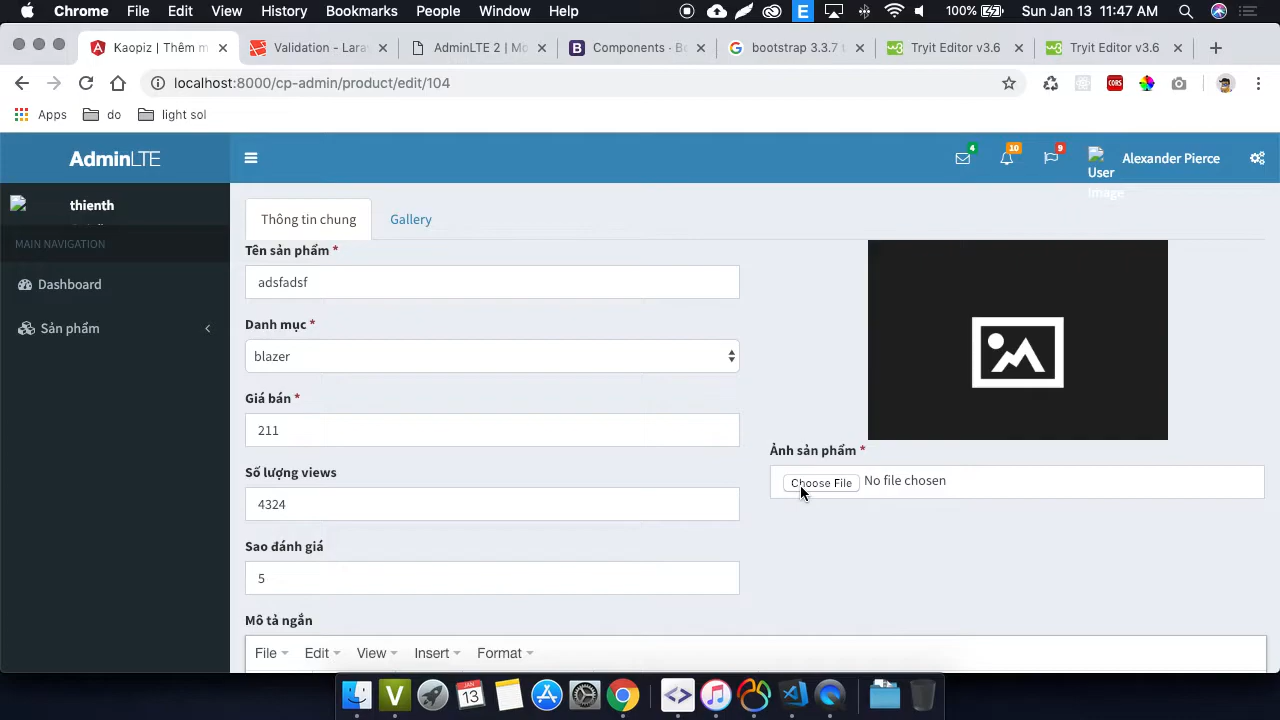 Chrome File Edit View History Bookmarks People Window Help 100% Sun Jan 13 11:47 AM
Kaopiz | Thêm m Validation - Lara AdminLTE 2 | Mo Components · Bo bootstrap 3.3.7 t Tryit Editor v3.6 Tryit Editor v3.6
localhost:8000/cp-admin/product/edit/104
Apps do light sol
AdminLTE 4 10 9 User Image Alexander Pierce
thienth
MAIN NAVIGATION
Dashboard
Sản phẩm
Thông tin chung Gallery
Tên sản phẩm *
adsfadsf
Danh mục *
blazer
Giá bán *
211
Số lượng views
4324
Sao đánh giá
5
Mô tả ngắn
File Edit View Insert Format
Ảnh sản phẩm *
Choose File No file chosen
JAN
13